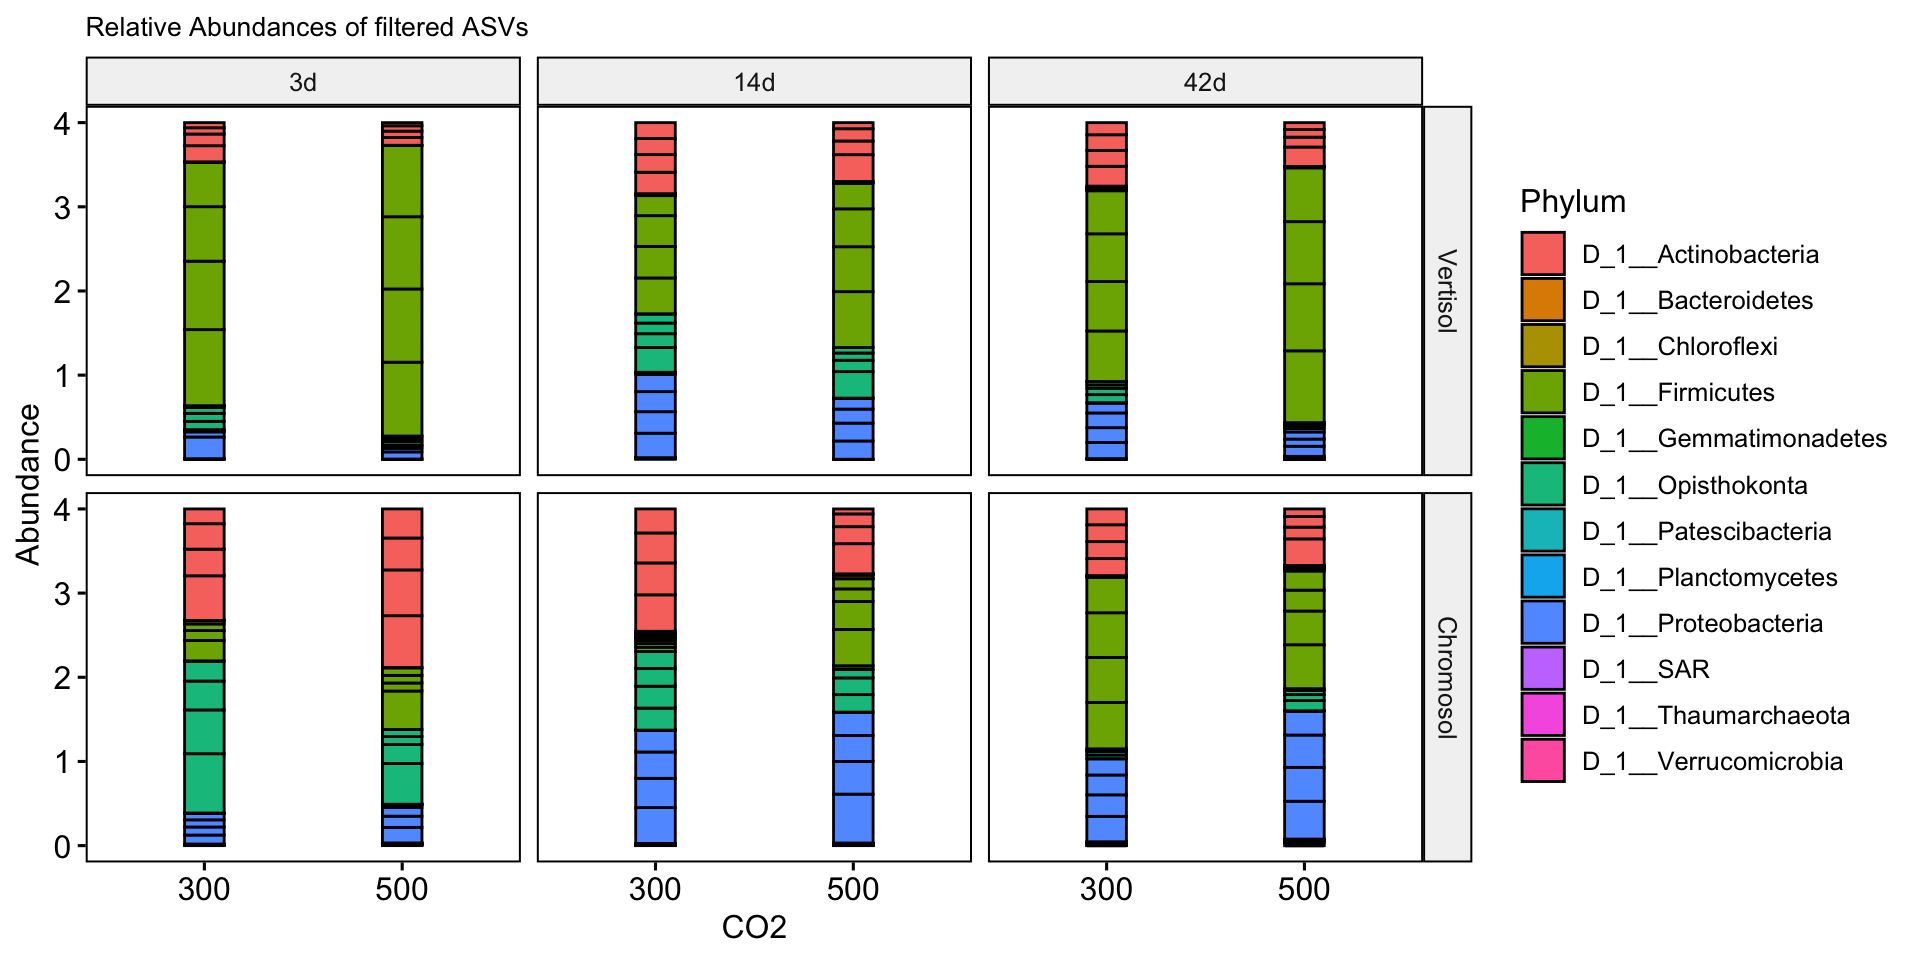 Relative Abundances of filtered ASVs
3d
14d
42d
4
3
2
1
0
Vertisol
4
3
2
1
0
Chromosol
Abundance
300
500
300
500
300
500
CO2
Phylum
D_1__Actinobacteria
D_1__Bacteroidetes
D_1__Chloroflexi
D_1__Firmicutes
D_1__Gemmatimonadetes
D_1__Opisthokonta
D_1__Patescibacteria
D_1__Planctomycetes
D_1__Proteobacteria
D_1__SAR
D_1__Thaumarchaeota
D_1__Verrucomicrobia